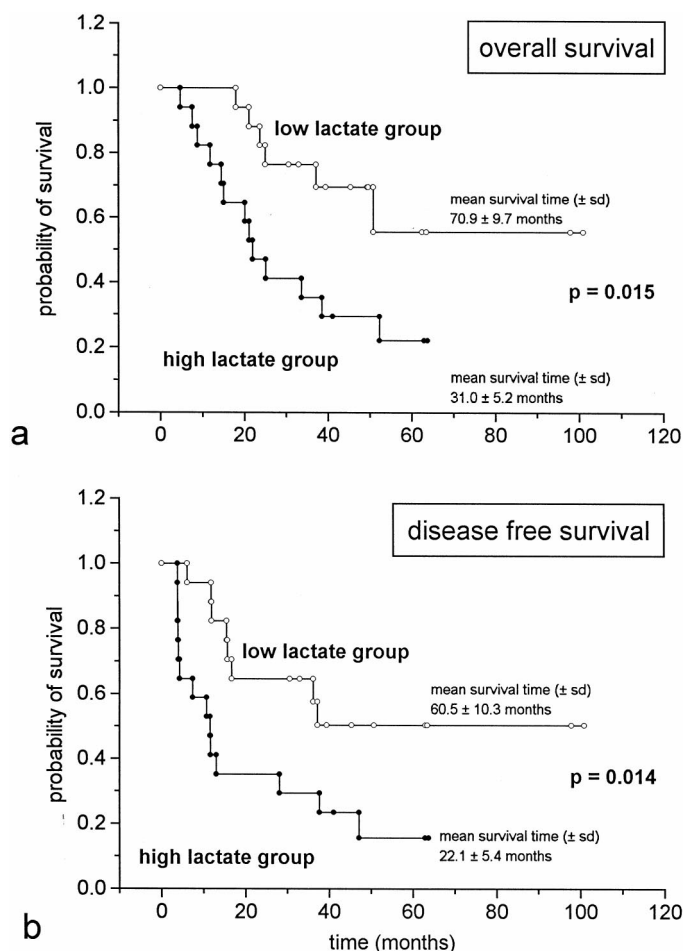 overall survival
1.2
1.0
0.8
0.6
0.4
0.2
0.0
probability of survival
low lactate group
mean survival time (± sd)
70.9 ± 9.7 months
p = 0.015
high lactate group
mean survival time (± sd)
31.0 ± 5.2 months
a
0 20 40 60 80 100 120
disease free survival
1.2
1.0
0.8
0.6
0.4
0.2
0.0
probability of survival
low lactate group
mean survival time (± sd)
60.5 ± 10.3 months
p = 0.014
high lactate group
mean survival time (± sd)
22.1 ± 5.4 months
b
0 20 40 60 80 100 120
time (months)